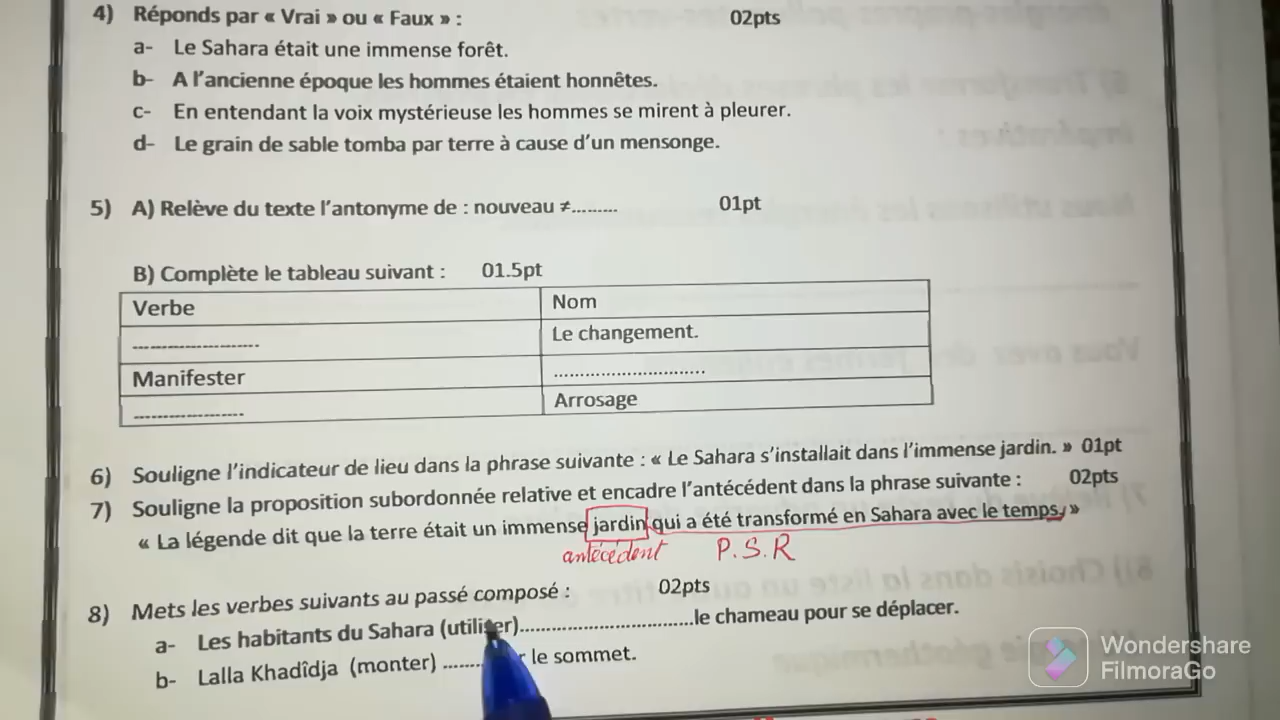 4) Réponds par « Vrai » ou « Faux » : 02pts
a- Le Sahara était une immense forêt.
b- A l'ancienne époque les hommes étaient honnêtes.
c- En entendant la voix mystérieuse les hommes se mirent à pleurer.
d- Le grain de sable tomba par terre à cause d'un mensonge.
5) A) Relève du texte l'antonyme de : nouveau ≠......... 01pt
B) Complète le tableau suivant : 01.5pt
Verbe Nom
........................ Le changement.
Manifester ............................
..................... Arrosage
6) Souligne l'indicateur de lieu dans la phrase suivante : « Le Sahara s'installait dans l'immense jardin. » 01pt
7) Souligne la proposition subordonnée relative et encadre l'antécédent dans la phrase suivante : 02pts
« La légende dit que la terre était un immense jardin qui a été transformé en Sahara avec le temps. »
antécédent P.S.R
8) Mets les verbes suivants au passé composé : 02pts
a- Les habitants du Sahara (utiliser)..................................le chameau pour se déplacer.
b- Lalla Khadîdja (monter) ........ le sommet.
Wondershare
FilmoraGo